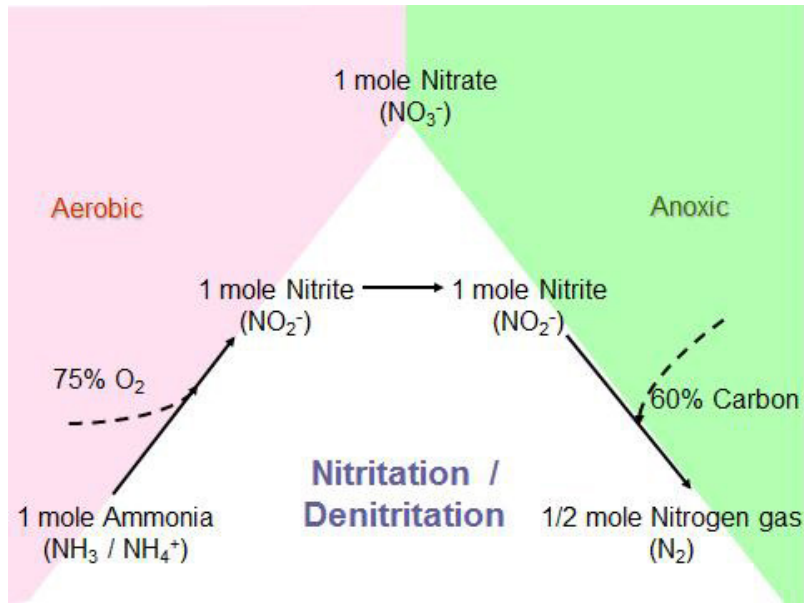 1 mole Nitrate
(NO₃⁻)
Aerobic
Anoxic
1 mole Nitrite
(NO₂⁻)
1 mole Nitrite
(NO₂⁻)
75% O₂
60% Carbon
Nitritation /
Denitritation
1 mole Ammonia
(NH₃ / NH₄⁺)
1/2 mole Nitrogen gas
(N₂)